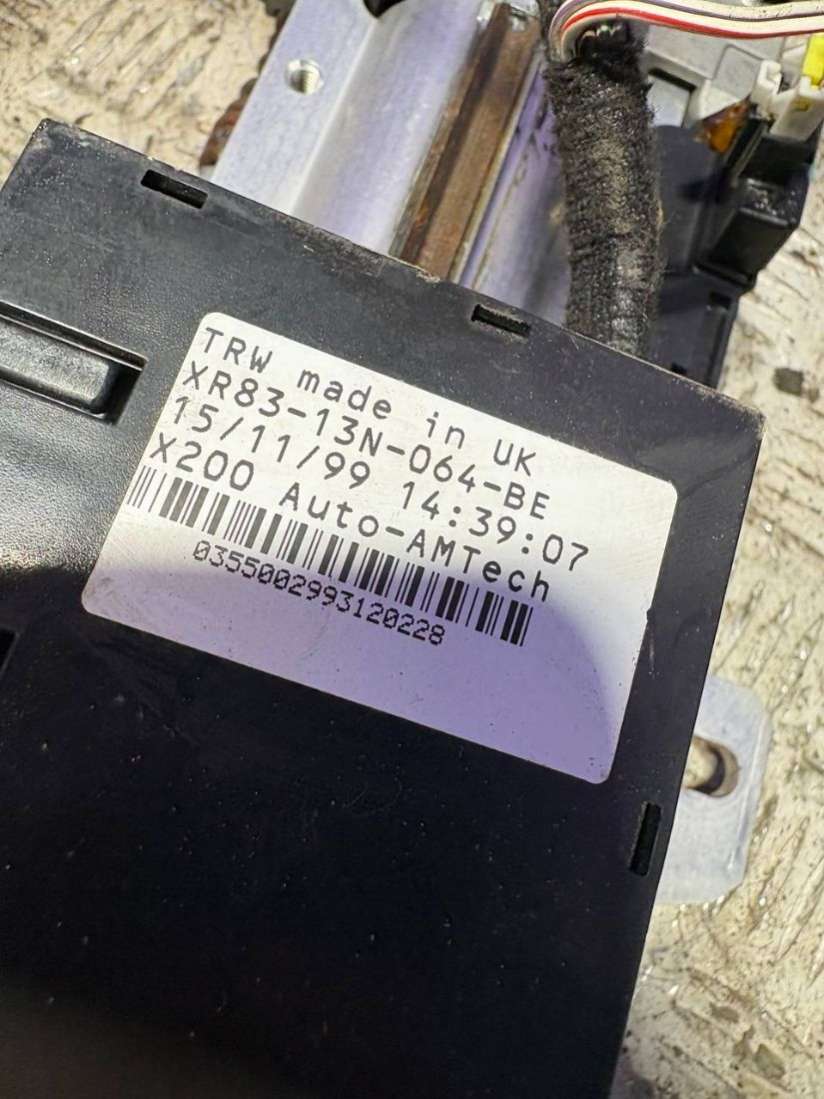 TRW made in UK
XR83-13N-064-BE
15/11/99 14:39:07
X200 Auto-AMTech
0355002993120228